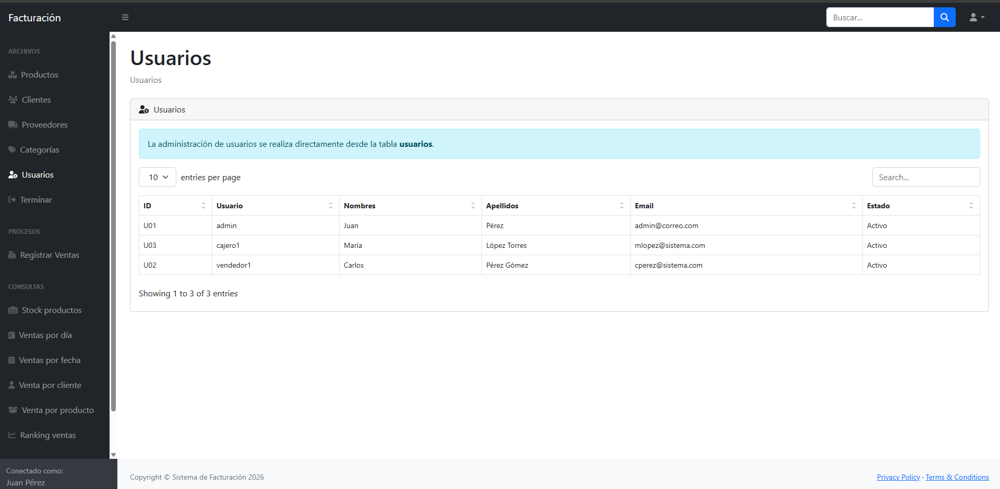 Facturación
Buscar...
ARCHIVOS
Productos
Clientes
Proveedores
Categorías
Usuarios
Terminar
PROCESOS
Registrar Ventas
CONSULTAS
Stock productos
Ventas por día
Ventas por fecha
Venta por cliente
Venta por producto
Ranking ventas
Conectado como:
Juan Pérez
Usuarios
Usuarios
Usuarios
La administración de usuarios se realiza directamente desde la tabla usuarios.
10 entries per page
Search...
ID Usuario Nombres Apellidos Email Estado
U01 admin Juan Pérez admin@correo.com Activo
U03 cajero1 María López Torres mlopez@sistema.com Activo
U02 vendedor1 Carlos Pérez Gómez cperez@sistema.com Activo
Showing 1 to 3 of 3 entries
Copyright © Sistema de Facturación 2026
Privacy Policy · Terms & Conditions